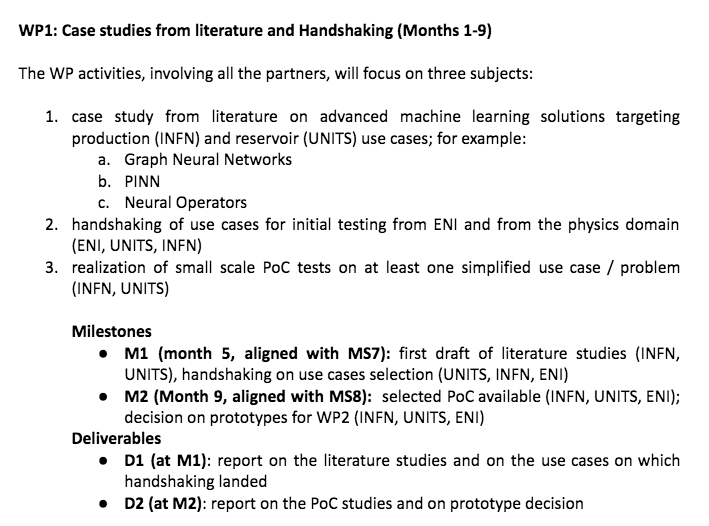 WP1: Case studies from literature and Handshaking (Months 1-9)
The WP activities, involving all the partners, will focus on three subjects:
1. case study from literature on advanced machine learning solutions targeting
production (INFN) and reservoir (UNITS) use cases; for example:
a. Graph Neural Networks
b. PINN
c. Neural Operators
2. handshaking of use cases for initial testing from ENI and from the physics domain
(ENI, UNITS, INFN)
3. realization of small scale PoC tests on at least one simplified use case / problem
(INFN, UNITS)
Milestones
● M1 (month 5, aligned with MS7): first draft of literature studies (INFN,
UNITS), handshaking on use cases selection (UNITS, INFN, ENI)
● M2 (Month 9, aligned with MS8): selected PoC available (INFN, UNITS, ENI);
decision on prototypes for WP2 (INFN, UNITS, ENI)
Deliverables
● D1 (at M1): report on the literature studies and on the use cases on which
handshaking landed
● D2 (at M2): report on the PoC studies and on prototype decision